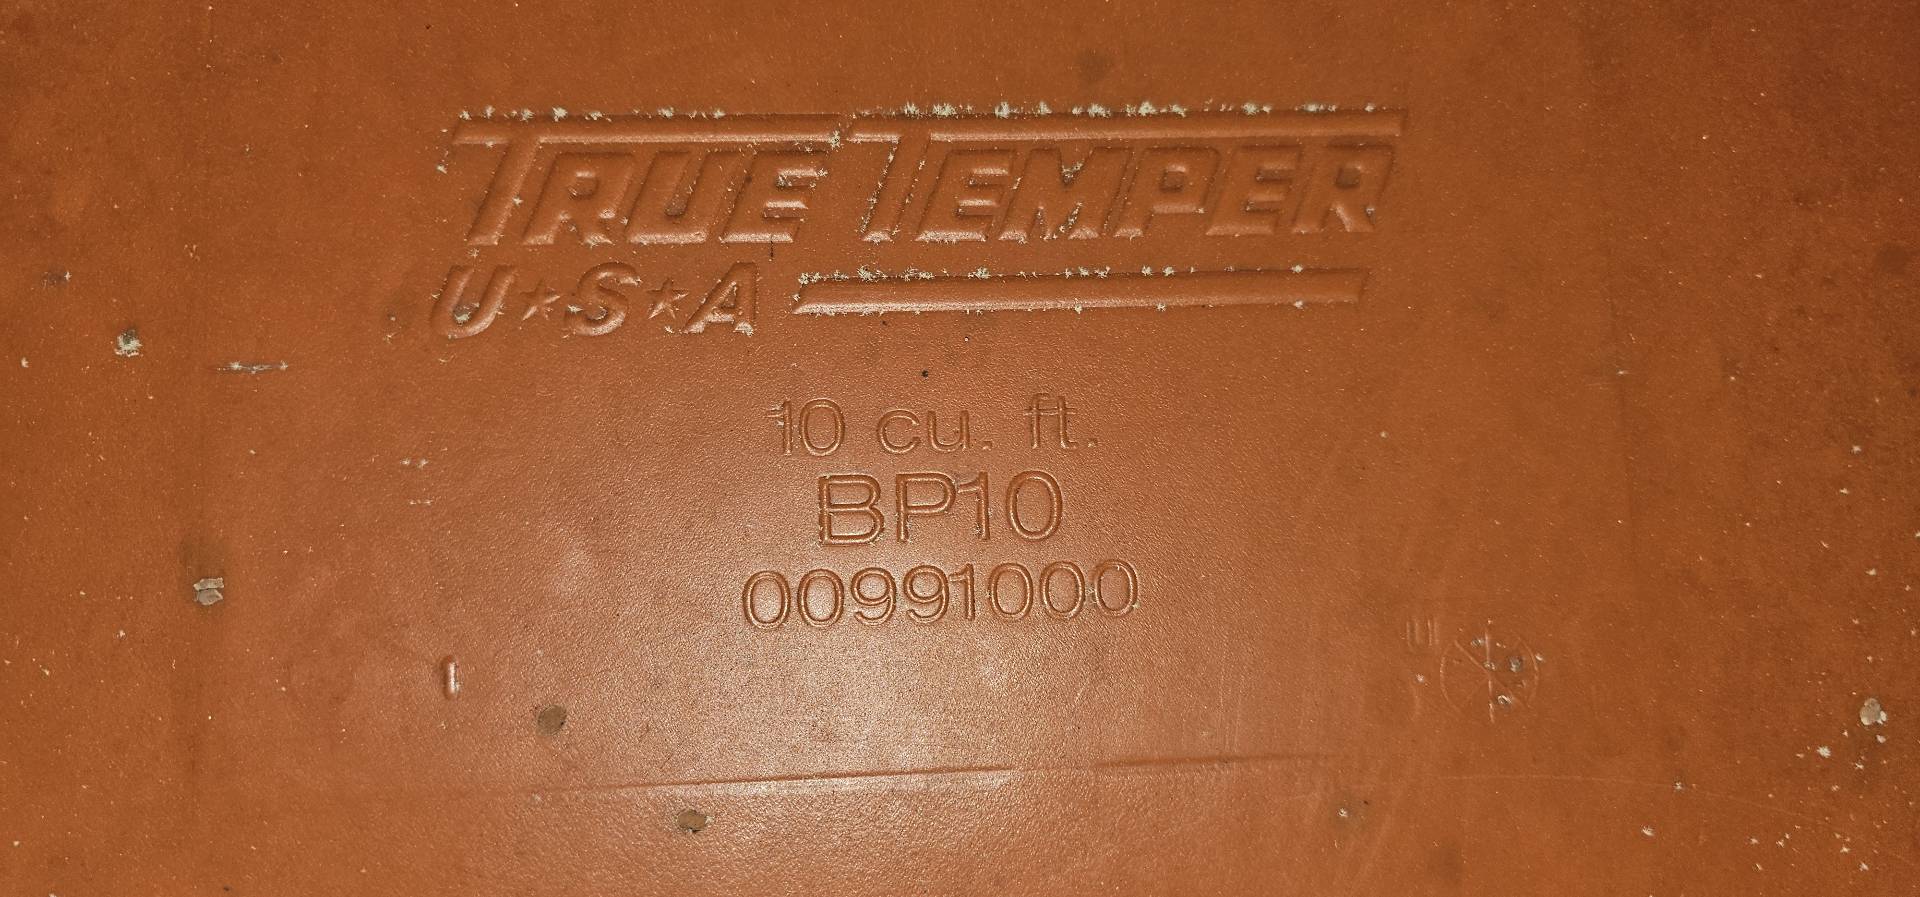 TRUE TEMPER
U★S★A
10 cu. ft.
BP10
00991000